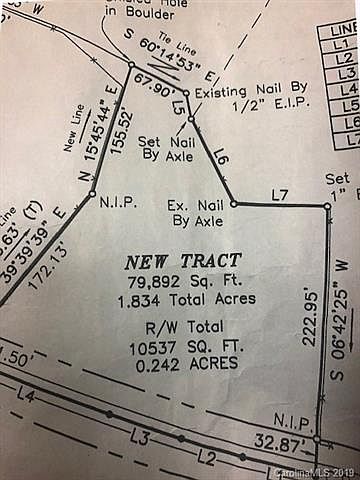 in Boulder
W
S 60°14'53" E
Tie Line
67.90'
Existing Nail By
1/2" E.I.P.
LINE
L1
L2
L3
L4
L5
L6
L5
Set Nail
By Axle
New Line
N 15°45'44" E
155.52'
L6
N.I.P.
Ex. Nail
By Axle
L7
Set
1"
Line
(T)
39°39'39" E
172.13'
NEW TRACT
79,892 Sq. Ft.
1.834 Total Acres
R/W Total
10537 SQ. FT.
0.242 ACRES
222.95'
S 06°42'25" W
L4
L3
L2
N.I.P.
32.87'
CarolinaMLS 2019